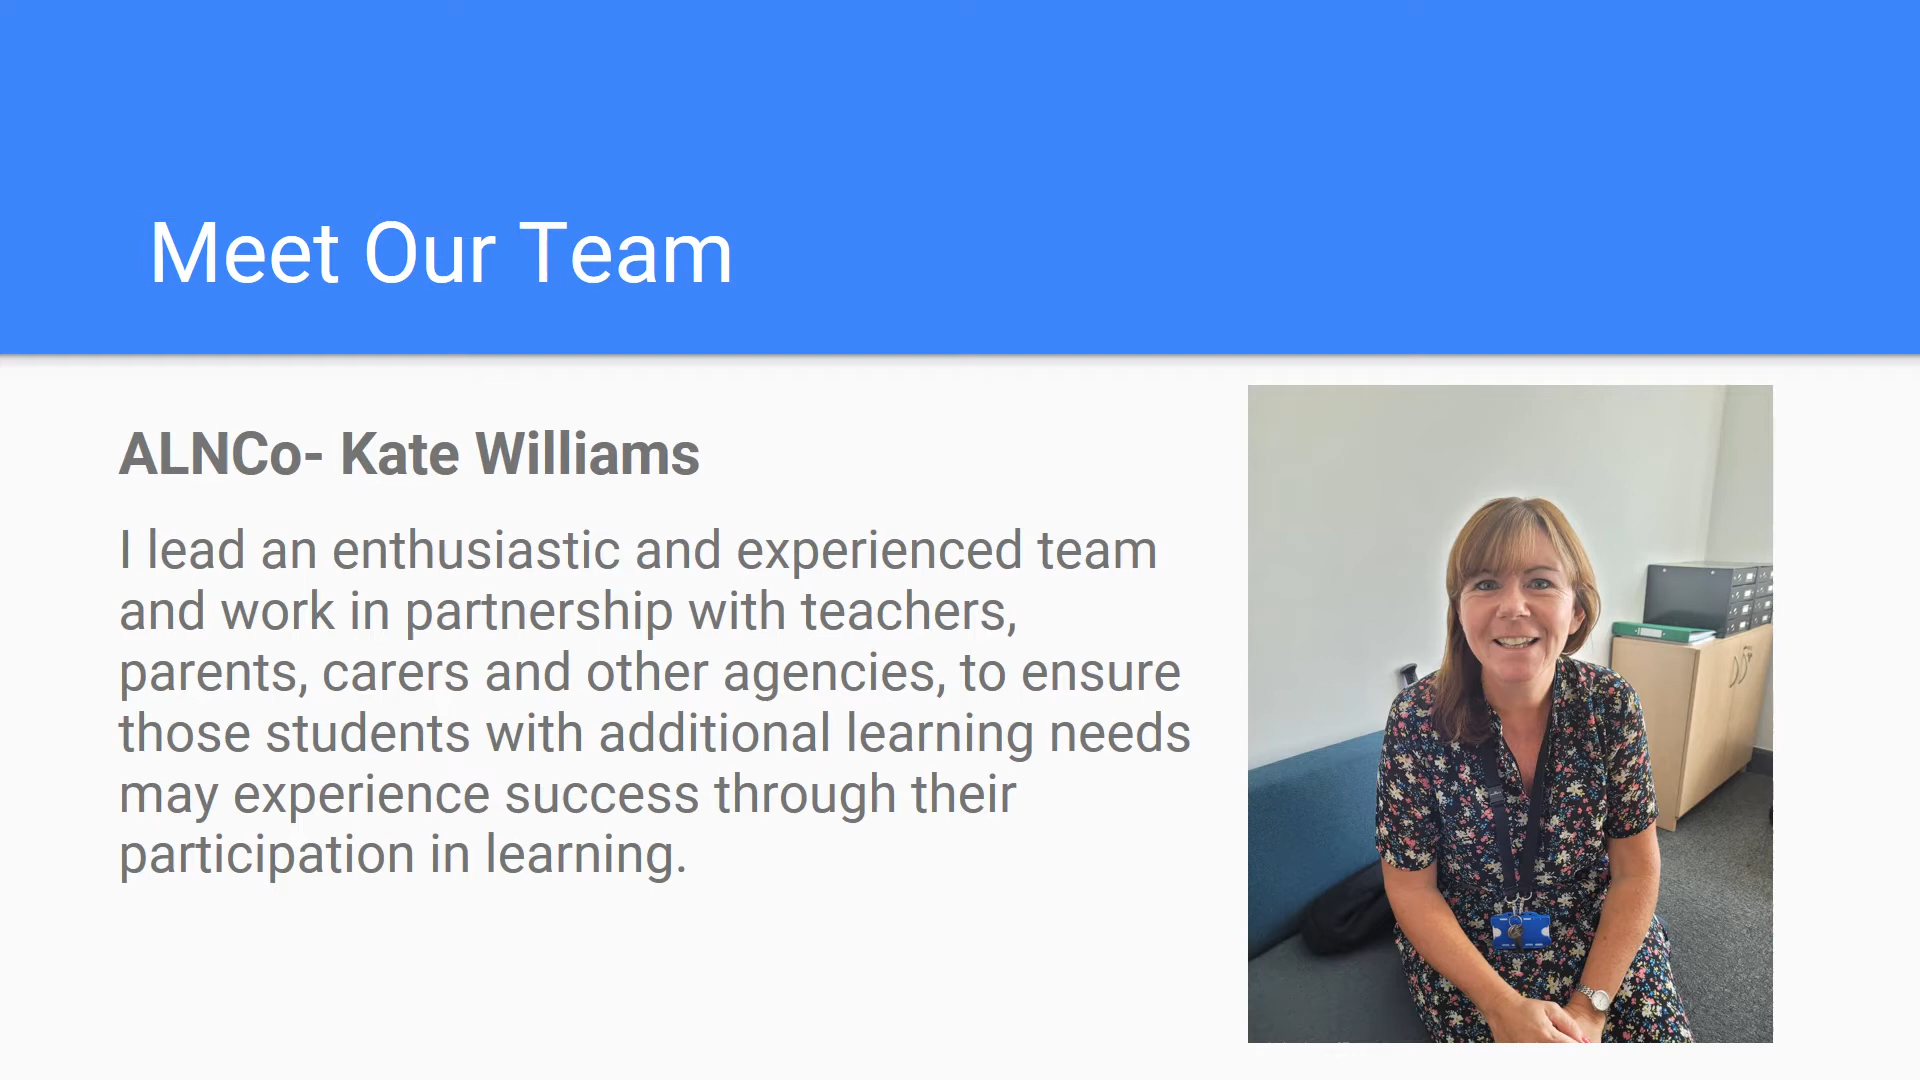 Meet Our Team
ALNCo- Kate Williams
I lead an enthusiastic and experienced team
and work in partnership with teachers,
parents, carers and other agencies, to ensure
those students with additional learning needs
may experience success through their
participation in learning.